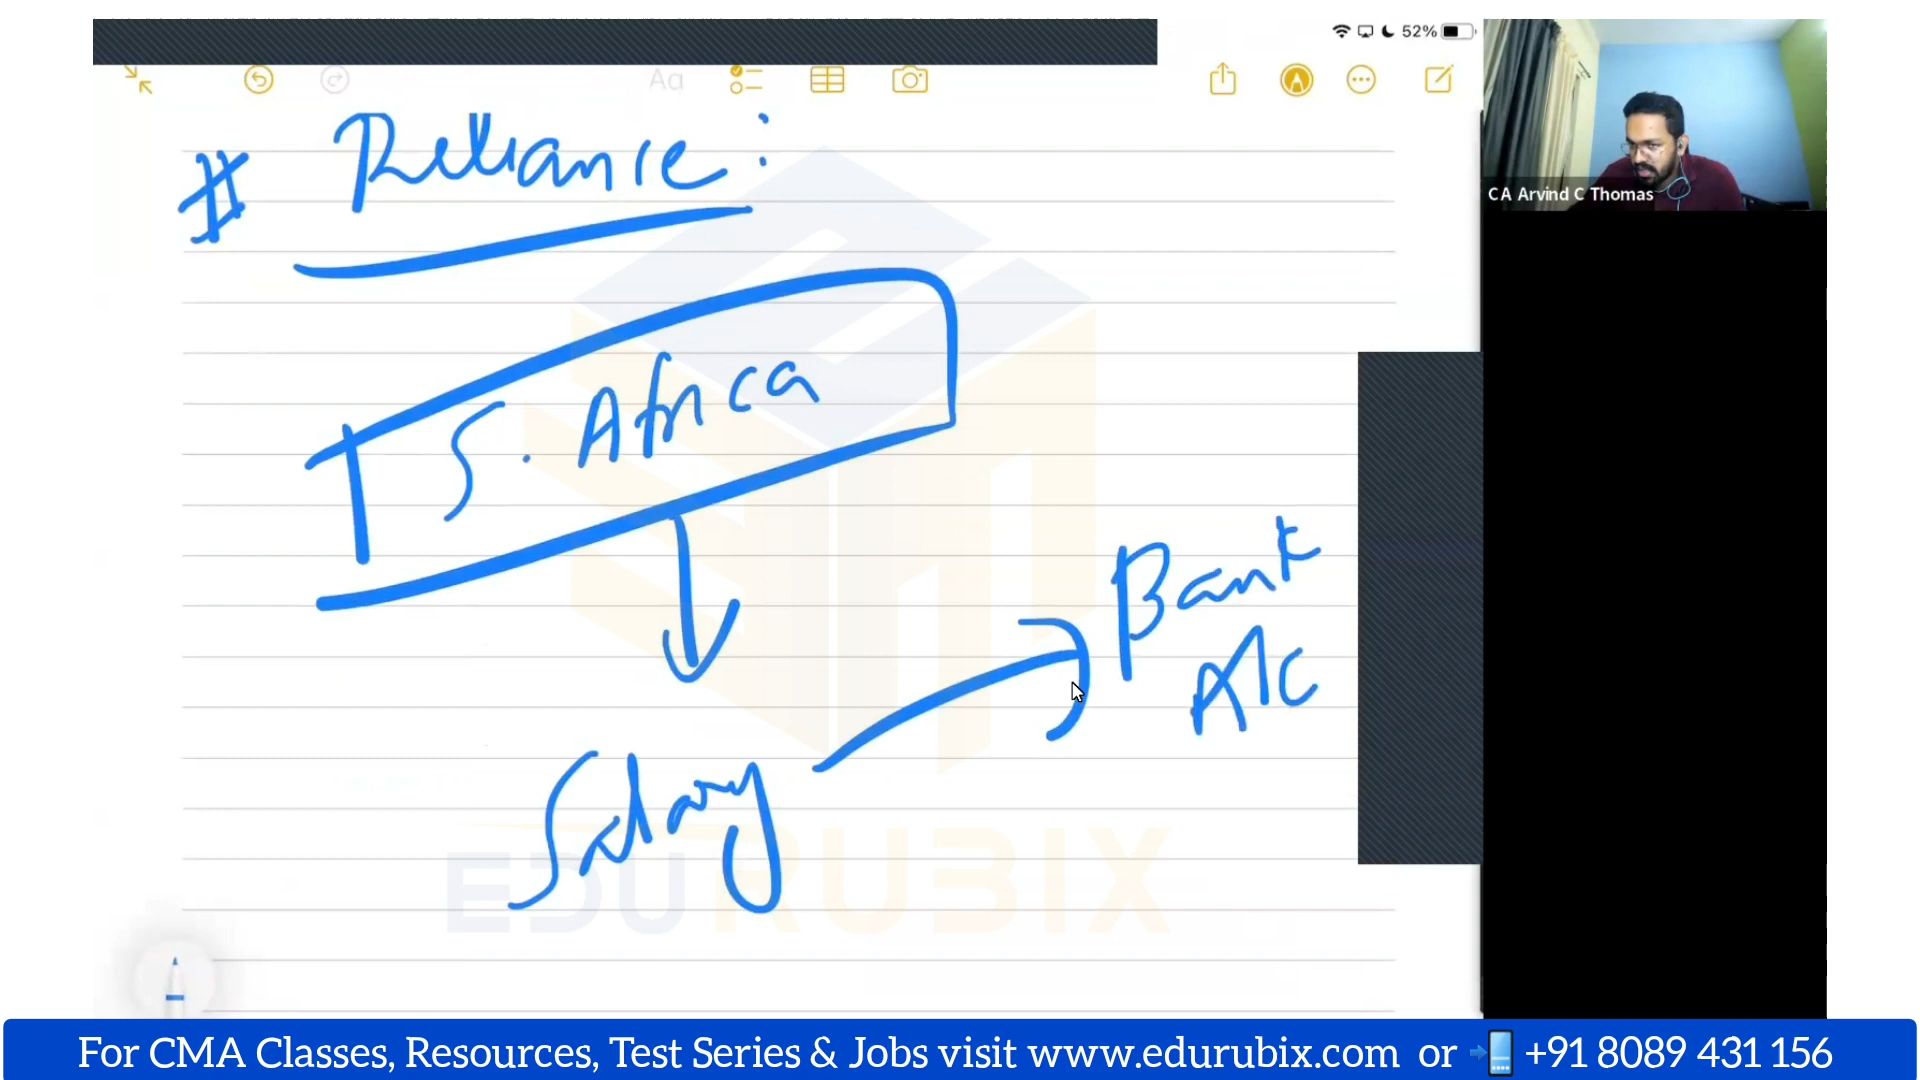 52%
Aa
# Reliance:
S. Africa
Bank
A/C
Salary
EDURUBIX
CA Arvind C Thomas
For CMA Classes, Resources, Test Series & Jobs visit www.edurubix.com or +91 8089 431 156